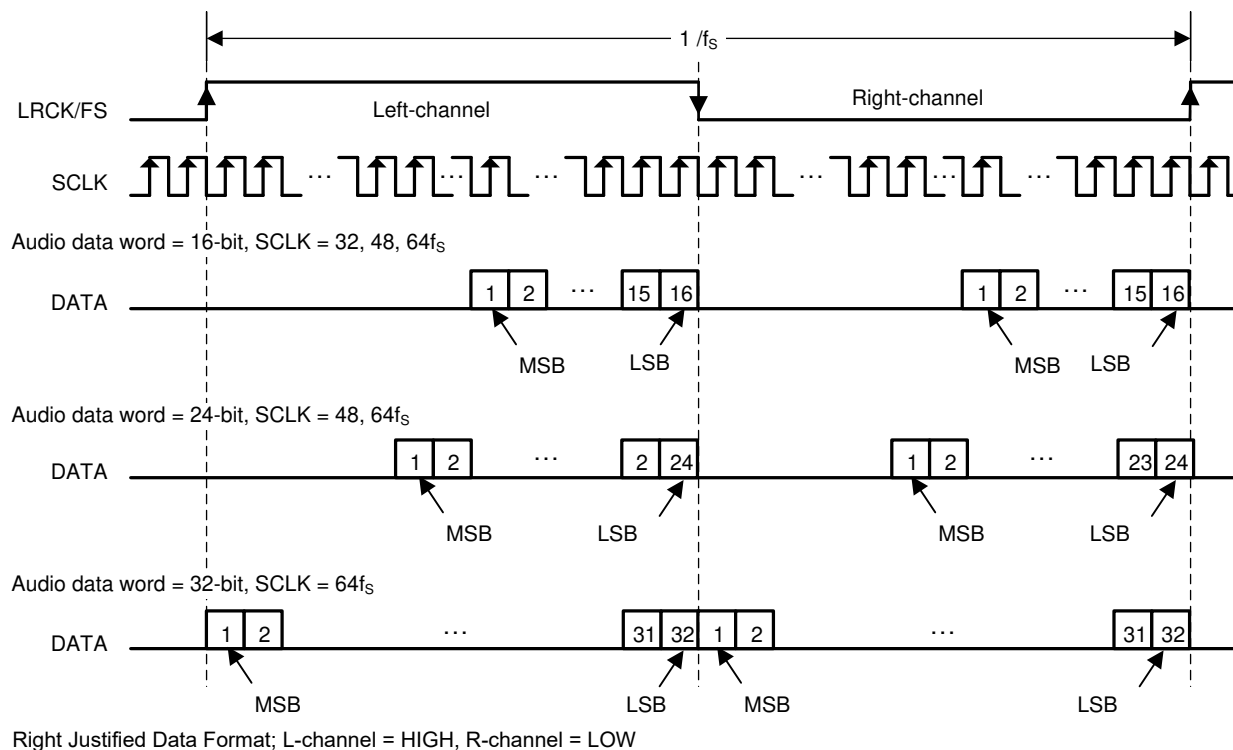 1 /fS
LRCK/FS
Left-channel
Right-channel
SCLK
... ... ... ... ... ...
Audio data word = 16-bit, SCLK = 32, 48, 64fS
DATA
1 2 ... 15 16 1 2 ... 15 16
MSB LSB MSB LSB
Audio data word = 24-bit, SCLK = 48, 64fS
DATA
1 2 ... 2 24 1 2 ... 23 24
MSB LSB MSB LSB
Audio data word = 32-bit, SCLK = 64fS
DATA
1 2 ... 31 32 1 2 ... 31 32
MSB LSB MSB LSB
Right Justified Data Format; L-channel = HIGH, R-channel = LOW